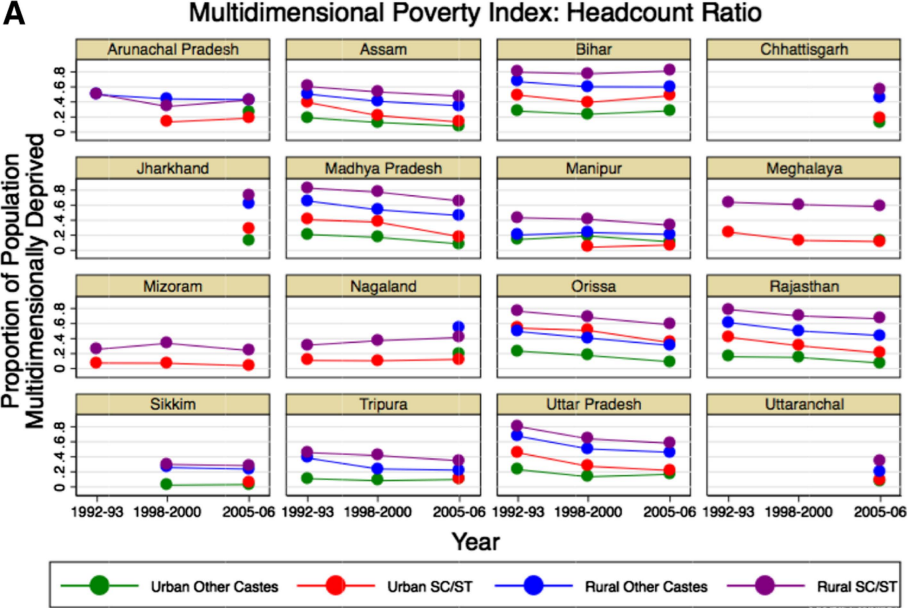 A
Multidimensional Poverty Index: Headcount Ratio
Proportion of Population
Multidimensionally Deprived
Arunachal Pradesh Assam Bihar Chhattisgarh
0 .2 .4 .6 .8
Jharkhand Madhya Pradesh Manipur Meghalaya
0 .2 .4 .6 .8
Mizoram Nagaland Orissa Rajasthan
0 .2 .4 .6 .8
Sikkim Tripura Uttar Pradesh Uttaranchal
0 .2 .4 .6 .8
1992-93 1998-2000 2005-06 1992-93 1998-2000 2005-06 1992-93 1998-2000 2005-06 1992-93 1998-2000 2005-06
Year
Urban Other Castes Urban SC/ST Rural Other Castes Rural SC/ST